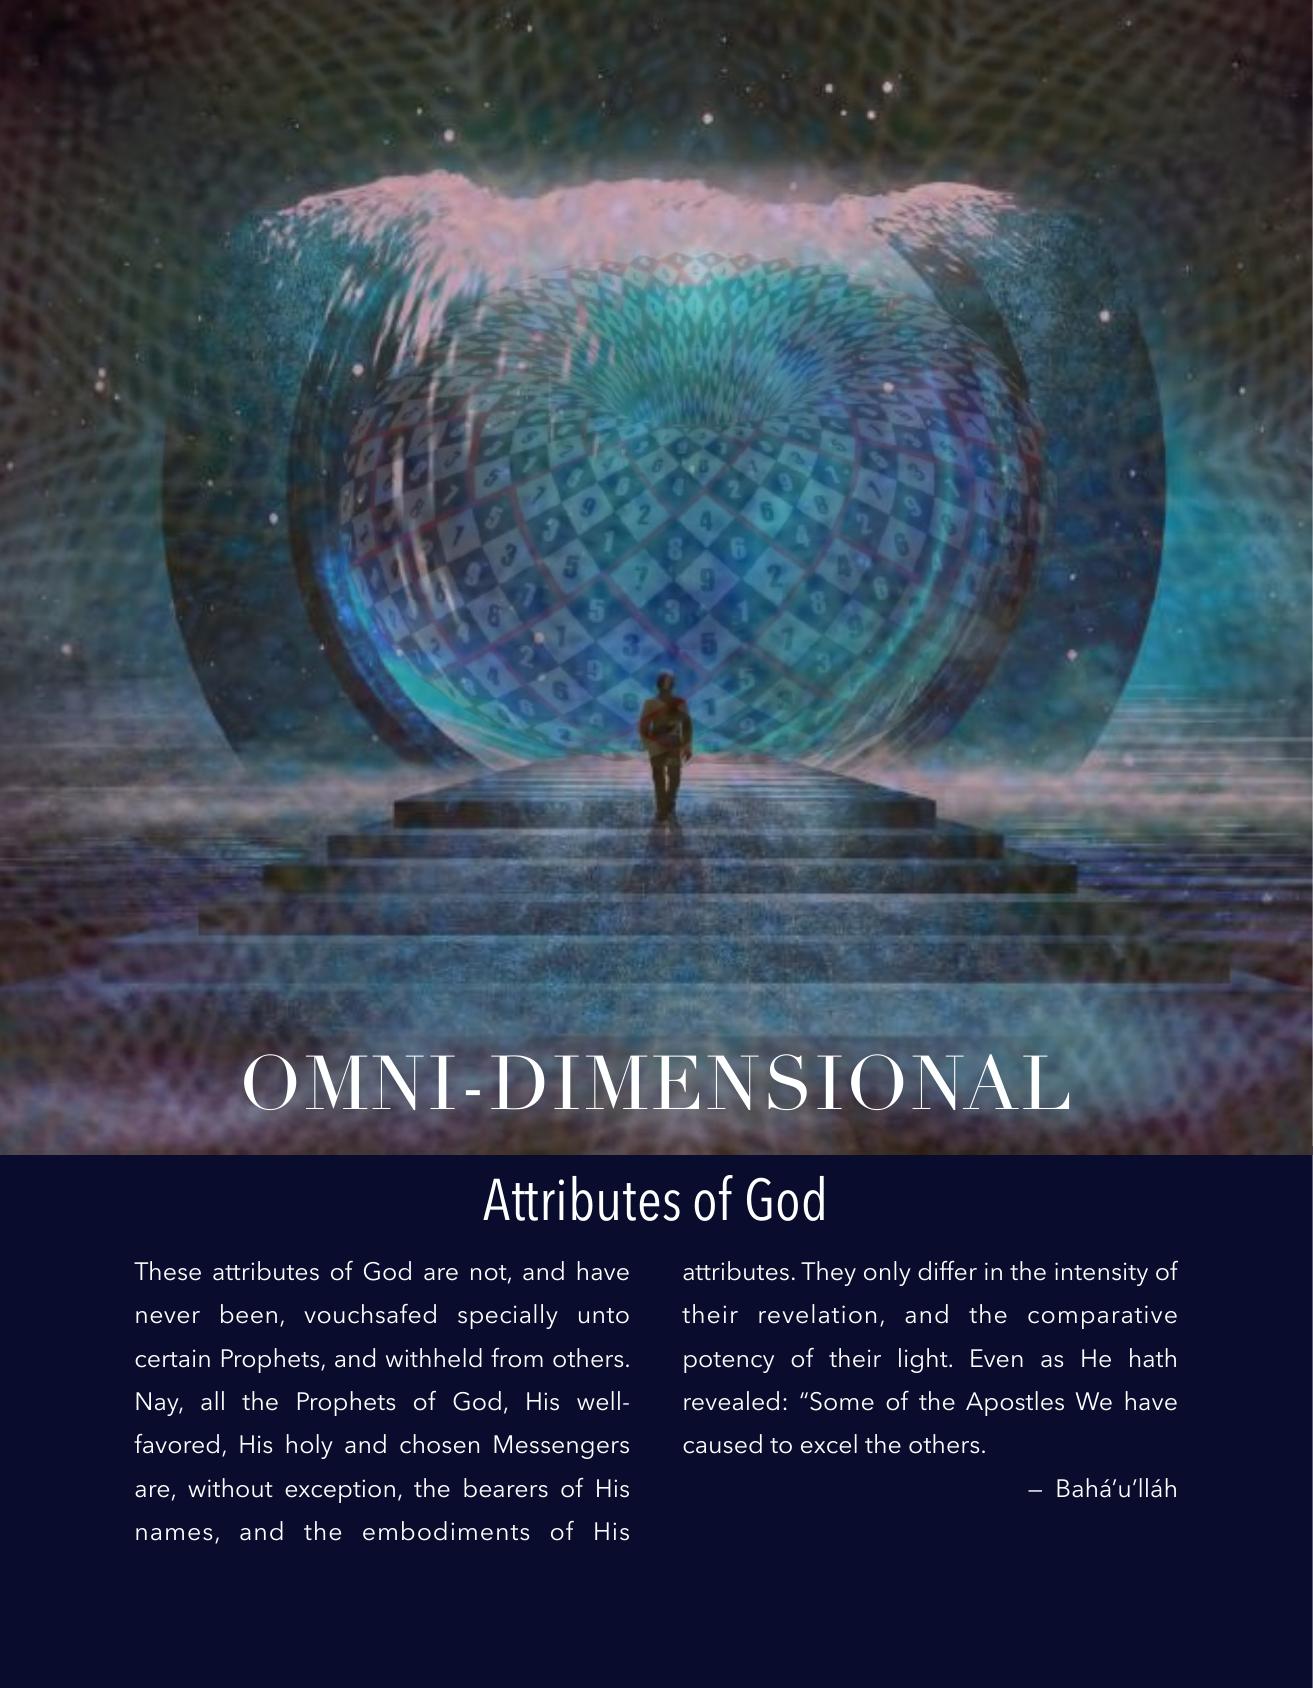 OMNI-DIMENSIONAL
Attributes of God
These attributes of God are not, and have
never been, vouchsafed specially unto
certain Prophets, and withheld from others.
Nay, all the Prophets of God, His well-
favored, His holy and chosen Messengers
are, without exception, the bearers of His
names, and the embodiments of His
attributes. They only differ in the intensity of
their revelation, and the comparative
potency of their light. Even as He hath
revealed: “Some of the Apostles We have
caused to excel the others.
– Bahá’u’lláh